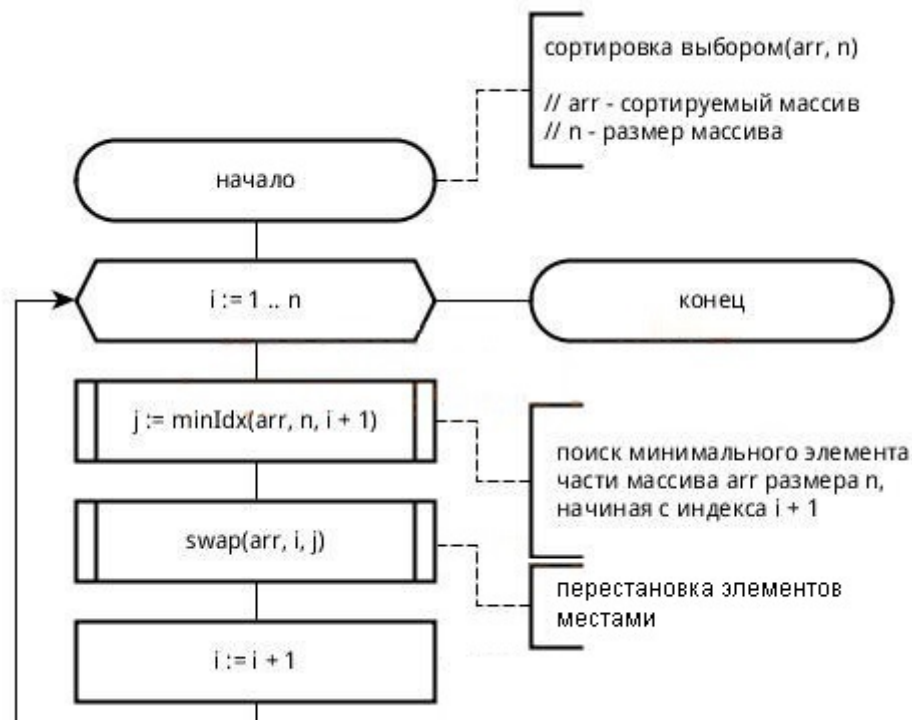 сортировка выбором(arr, n)
// arr - сортируемый массив
// n - размер массива
начало
i := 1 .. n
конец
j := minIdx(arr, n, i + 1)
поиск минимального элемента
части массива arr размера n,
начиная с индекса i + 1
swap(arr, i, j)
перестановка элементов
местами
i := i + 1